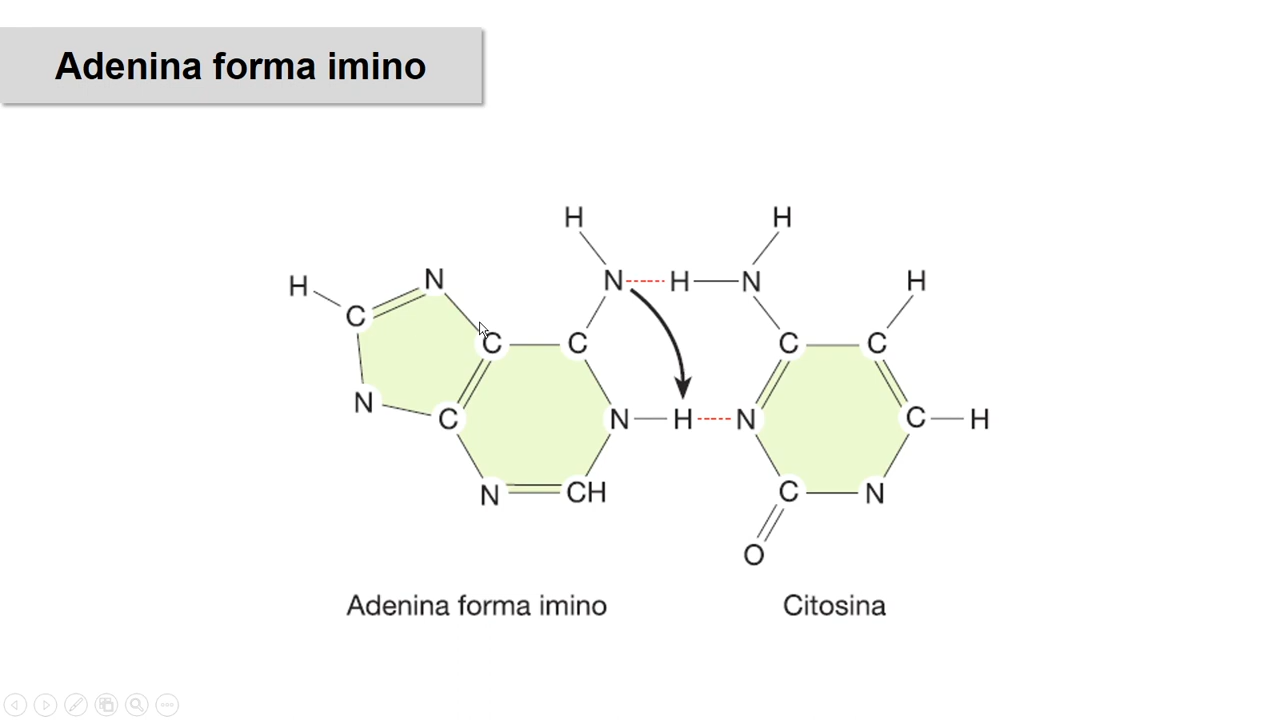 Adenina forma imino
H H
H N N H N H
C C C C C
N C N H N C H
N CH C N
O
Adenina forma imino Citosina